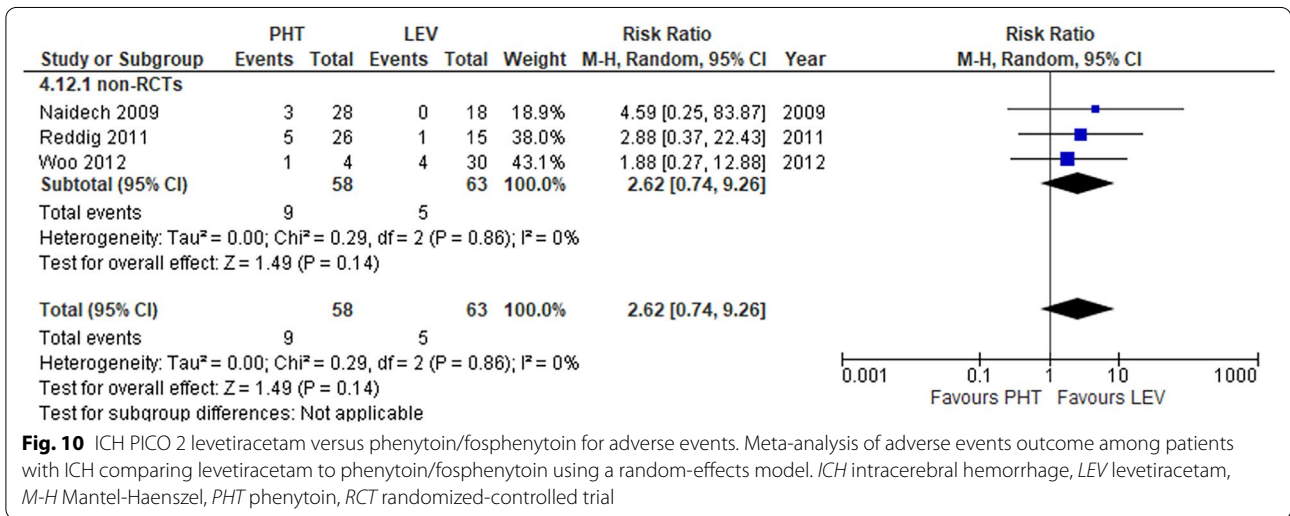 PHT LEV Risk Ratio Risk Ratio
Study or Subgroup Events Total Events Total Weight M-H, Random, 95% CI Year M-H, Random, 95% CI
4.12.1 non-RCTs
Naidech 2009 3 28 0 18 18.9% 4.59 [0.25, 83.87] 2009
Reddig 2011 5 26 1 15 38.0% 2.88 [0.37, 22.43] 2011
Woo 2012 1 4 4 30 43.1% 1.88 [0.27, 12.88] 2012
Subtotal (95% CI) 58 63 100.0% 2.62 [0.74, 9.26]
Total events 9 5
Heterogeneity: Tau² = 0.00; Chi² = 0.29, df = 2 (P = 0.86); I² = 0%
Test for overall effect: Z = 1.49 (P = 0.14)
Total (95% CI) 58 63 100.0% 2.62 [0.74, 9.26]
Total events 9 5
Heterogeneity: Tau² = 0.00; Chi² = 0.29, df = 2 (P = 0.86); I² = 0%
Test for overall effect: Z = 1.49 (P = 0.14)
Test for subgroup differences: Not applicable
0.001 0.1 1 10 1000
Favours PHT Favours LEV
Fig. 10 ICH PICO 2 levetiracetam versus phenytoin/fosphenytoin for adverse events. Meta-analysis of adverse events outcome among patients
with ICH comparing levetiracetam to phenytoin/fosphenytoin using a random-effects model. ICH intracerebral hemorrhage, LEV levetiracetam,
M-H Mantel-Haenszel, PHT phenytoin, RCT randomized-controlled trial